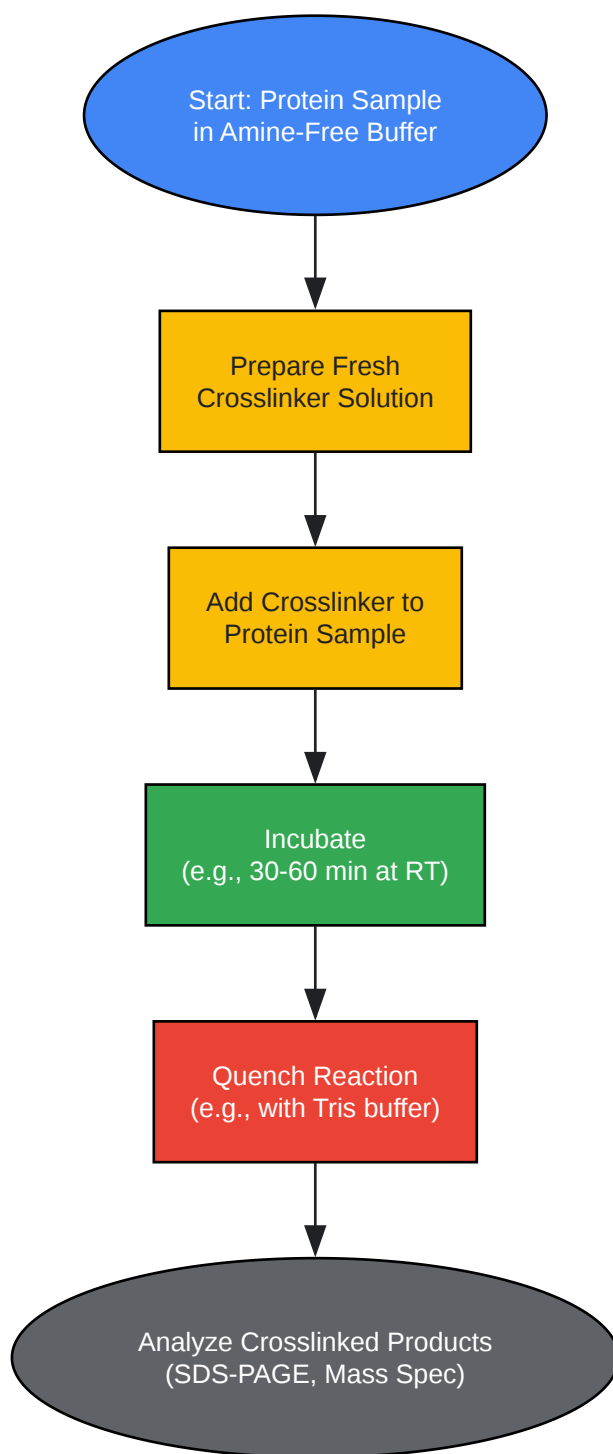 Start: Protein Sample
in Amine-Free Buffer
Prepare Fresh
Crosslinker Solution
Add Crosslinker to
Protein Sample
Incubate
(e.g., 30-60 min at RT)
Quench Reaction
(e.g., with Tris buffer)
Analyze Crosslinked Products
(SDS-PAGE, Mass Spec)